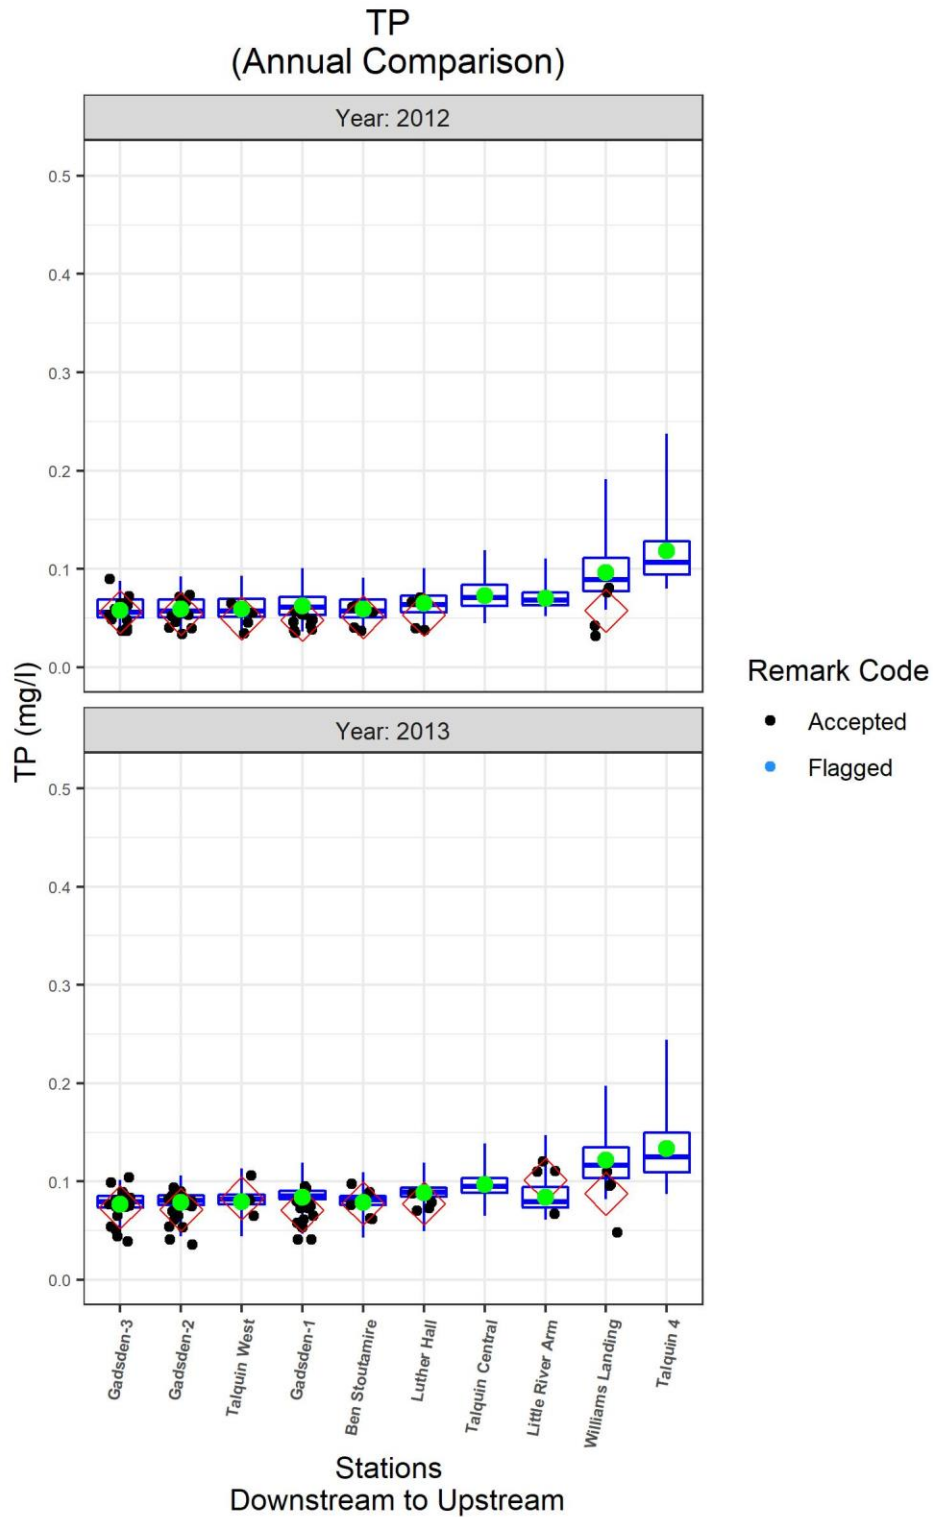 TP
(Annual Comparison)
Year: 2012
0.5
0.4
0.3
0.2
0.1
0.0
Year: 2013
0.5
0.4
0.3
0.2
0.1
0.0
TP (mg/l)
Remark Code
Accepted
Flagged
Gadsden-3
Gadsden-2
Talquin West
Gadsden-1
Ben Stoutamire
Luther Hall
Talquin Central
Little River Arm
Williams Landing
Talquin 4
Stations
Downstream to Upstream